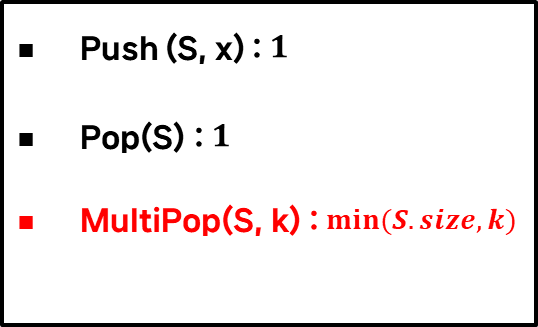 ▪ Push (S, x) : 1
▪ Pop(S) : 1
▪ MultiPop(S, k) : min(S.size, k)